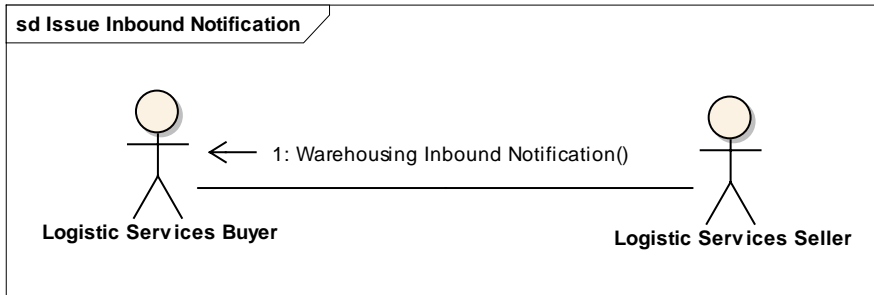 sd Issue Inbound Notification
1: Warehousing Inbound Notification()
Logistic Services Buyer
Logistic Services Seller